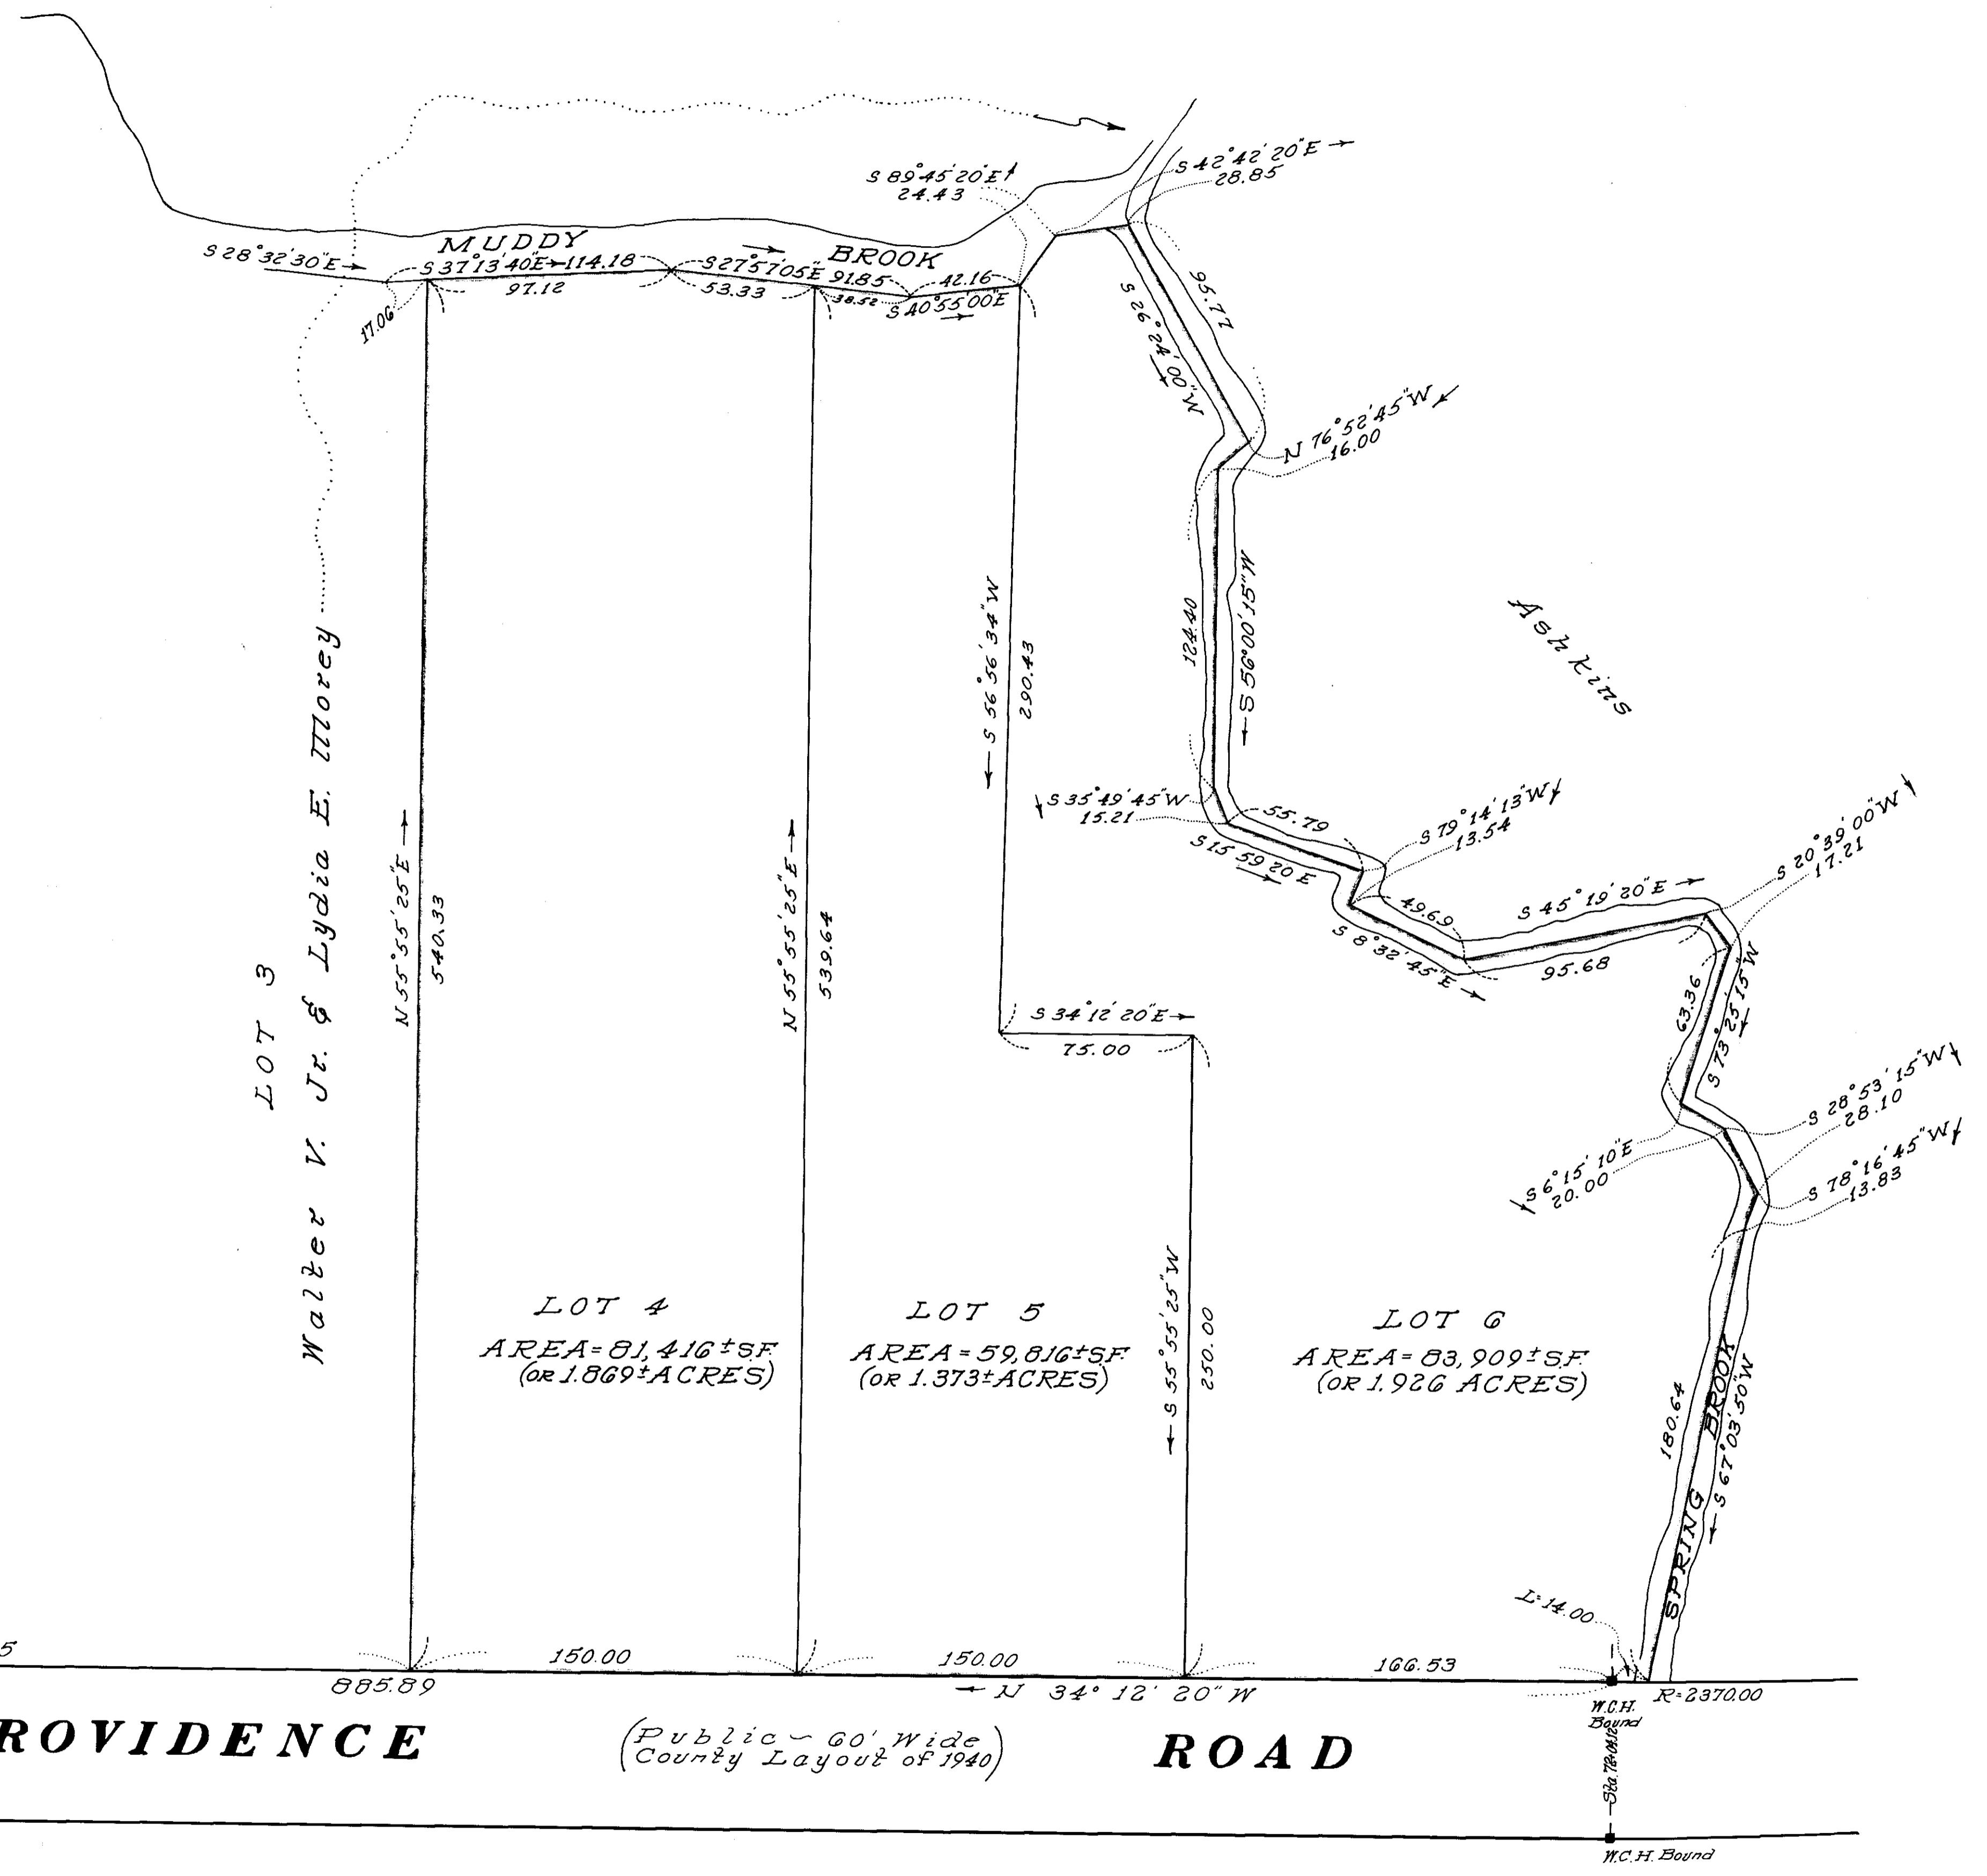 S 42°42'20"E
28.85
S 89°45'20"E
24.43
MUDDY BROOK
S 28°32'30"E
S 37°13'40"E 114.18
S 27°57'05"E 91.85
42.16
97.12
53.33
38.52
S 40°55'00"E
17.06
95.77
S 26°24'00"W
N 76°52'45"W
16.00
S 56°56'34"W
290.43
124.40
S 56°00'15"W
Ashkins
S 35°49'45"W
15.21
55.79
S 15 59 20 E
S 79°14'13"W
13.54
49.69
S 8°32'45"E
S 45°19'20"E
95.68
S 20°39'00"W
17.21
63.36
S 73°25'15"W
LOT 3
Walter V. Jr. & Lydia E. Morey
N 55°55'25"E
540.33
N 55°55'25"E
539.64
S 34°12'20"E
75.00
S 28°53'15"W
28.10
S 6°15'10"E
20.00
S 78°16'45"W
13.83
LOT 4
AREA=81,416±S.F.
(OR 1.869±ACRES)
LOT 5
AREA=59,816±S.F.
(OR 1.373±ACRES)
S 55°55'25"W
250.00
LOT 6
AREA=83,909±S.F.
(OR 1.926 ACRES)
180.64
SPRING BROOK
S 67°03'50"W
L=14.00
5
885.89
150.00
150.00
166.53
N 34°12'20"W
R=2370.00
W.C.H.
Bound
ROVIDENCE ROAD
(Public - 60' Wide
County Layout of 1940)
W.C.H. Bound